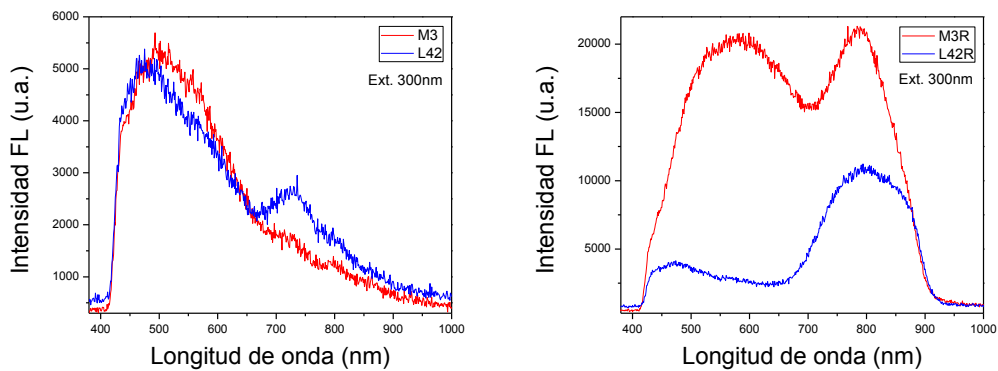 6000
5000
4000
3000
2000
1000
400
500
600
700
800
900
1000
Intensidad FL (u.a.)
Longitud de onda (nm)
M3
L42
Ext. 300nm
20000
15000
10000
5000
400
500
600
700
800
900
1000
Intensidad FL (u.a.)
Longitud de onda (nm)
M3R
L42R
Ext. 300nm